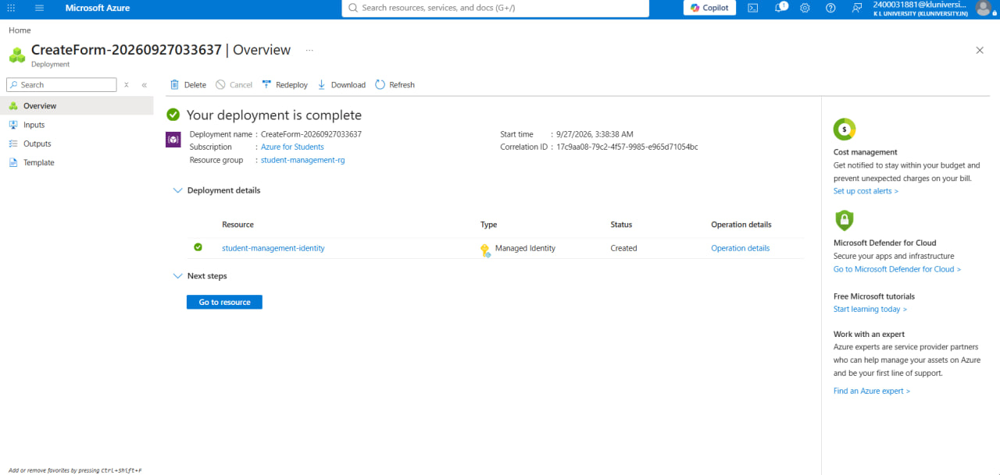 Microsoft Azure
Search resources, services, and docs (G+/)
Copilot
1
2400031881@kluniversi...
K L UNIVERSITY (KLUNIVERSITY.IN)
Home
CreateForm-20260927033637 | Overview ...
Deployment
Search
Delete Cancel Redeploy Download Refresh
Overview
Inputs
Outputs
Template
Your deployment is complete
Deployment name : CreateForm-20260927033637
Subscription : Azure for Students
Resource group : student-management-rg
Start time : 9/27/2026, 3:38:38 AM
Correlation ID : 17c9aa08-79c2-4f57-9985-e965d71054bc
Deployment details
Resource Type Status Operation details
student-management-identity Managed Identity Created Operation details
Next steps
Go to resource
$
Cost management
Get notified to stay within your budget and
prevent unexpected charges on your bill.
Set up cost alerts >
Microsoft Defender for Cloud
Secure your apps and infrastructure
Go to Microsoft Defender for Cloud >
Free Microsoft tutorials
Start learning today >
Work with an expert
Azure experts are service provider partners
who can help manage your assets on Azure
and be your first line of support.
Find an Azure expert >
Add or remove favorites by pressing Ctrl+Shift+F